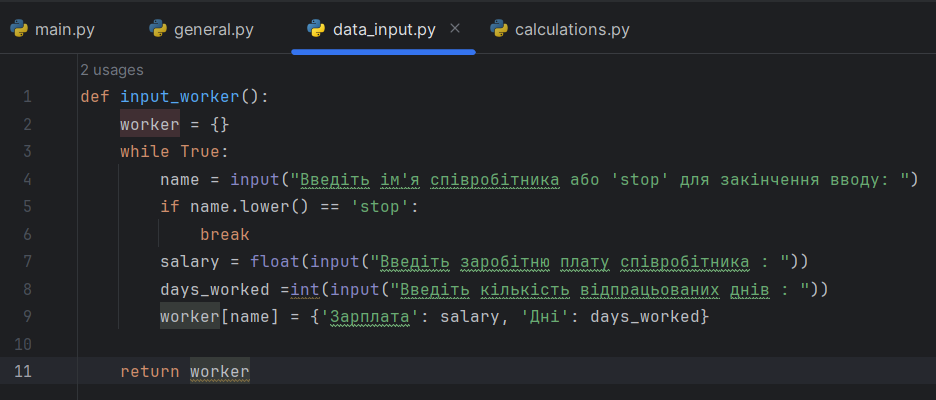 main.py general.py data_input.py × calculations.py
2 usages
1 def input_worker():
2 worker = {}
3 while True:
4 name = input("Введіть ім'я співробітника або 'stop' для закінчення вводу: ")
5 if name.lower() == 'stop':
6 break
7 salary = float(input("Введіть заробітню плату співробітника : "))
8 days_worked =int(input("Введіть кількість відпрацьованих днів : "))
9 worker[name] = {'Зарплата': salary, 'Дні': days_worked}
10
11 return worker